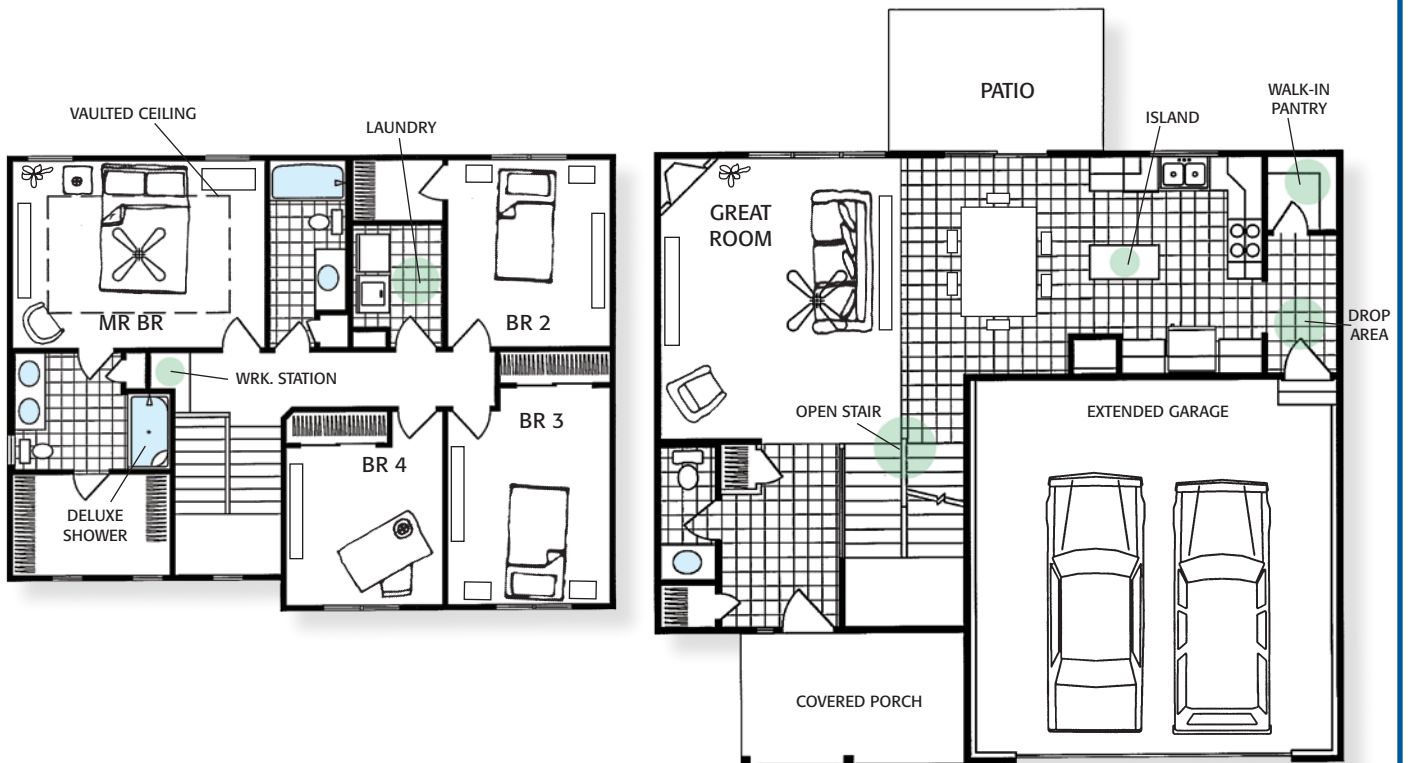 VAULTED CEILING
LAUNDRY
MR BR
BR 2
WRK. STATION
BR 3
BR 4
DELUXE
SHOWER
PATIO
WALK-IN
PANTRY
ISLAND
GREAT
ROOM
DROP
AREA
OPEN STAIR
EXTENDED GARAGE
COVERED PORCH